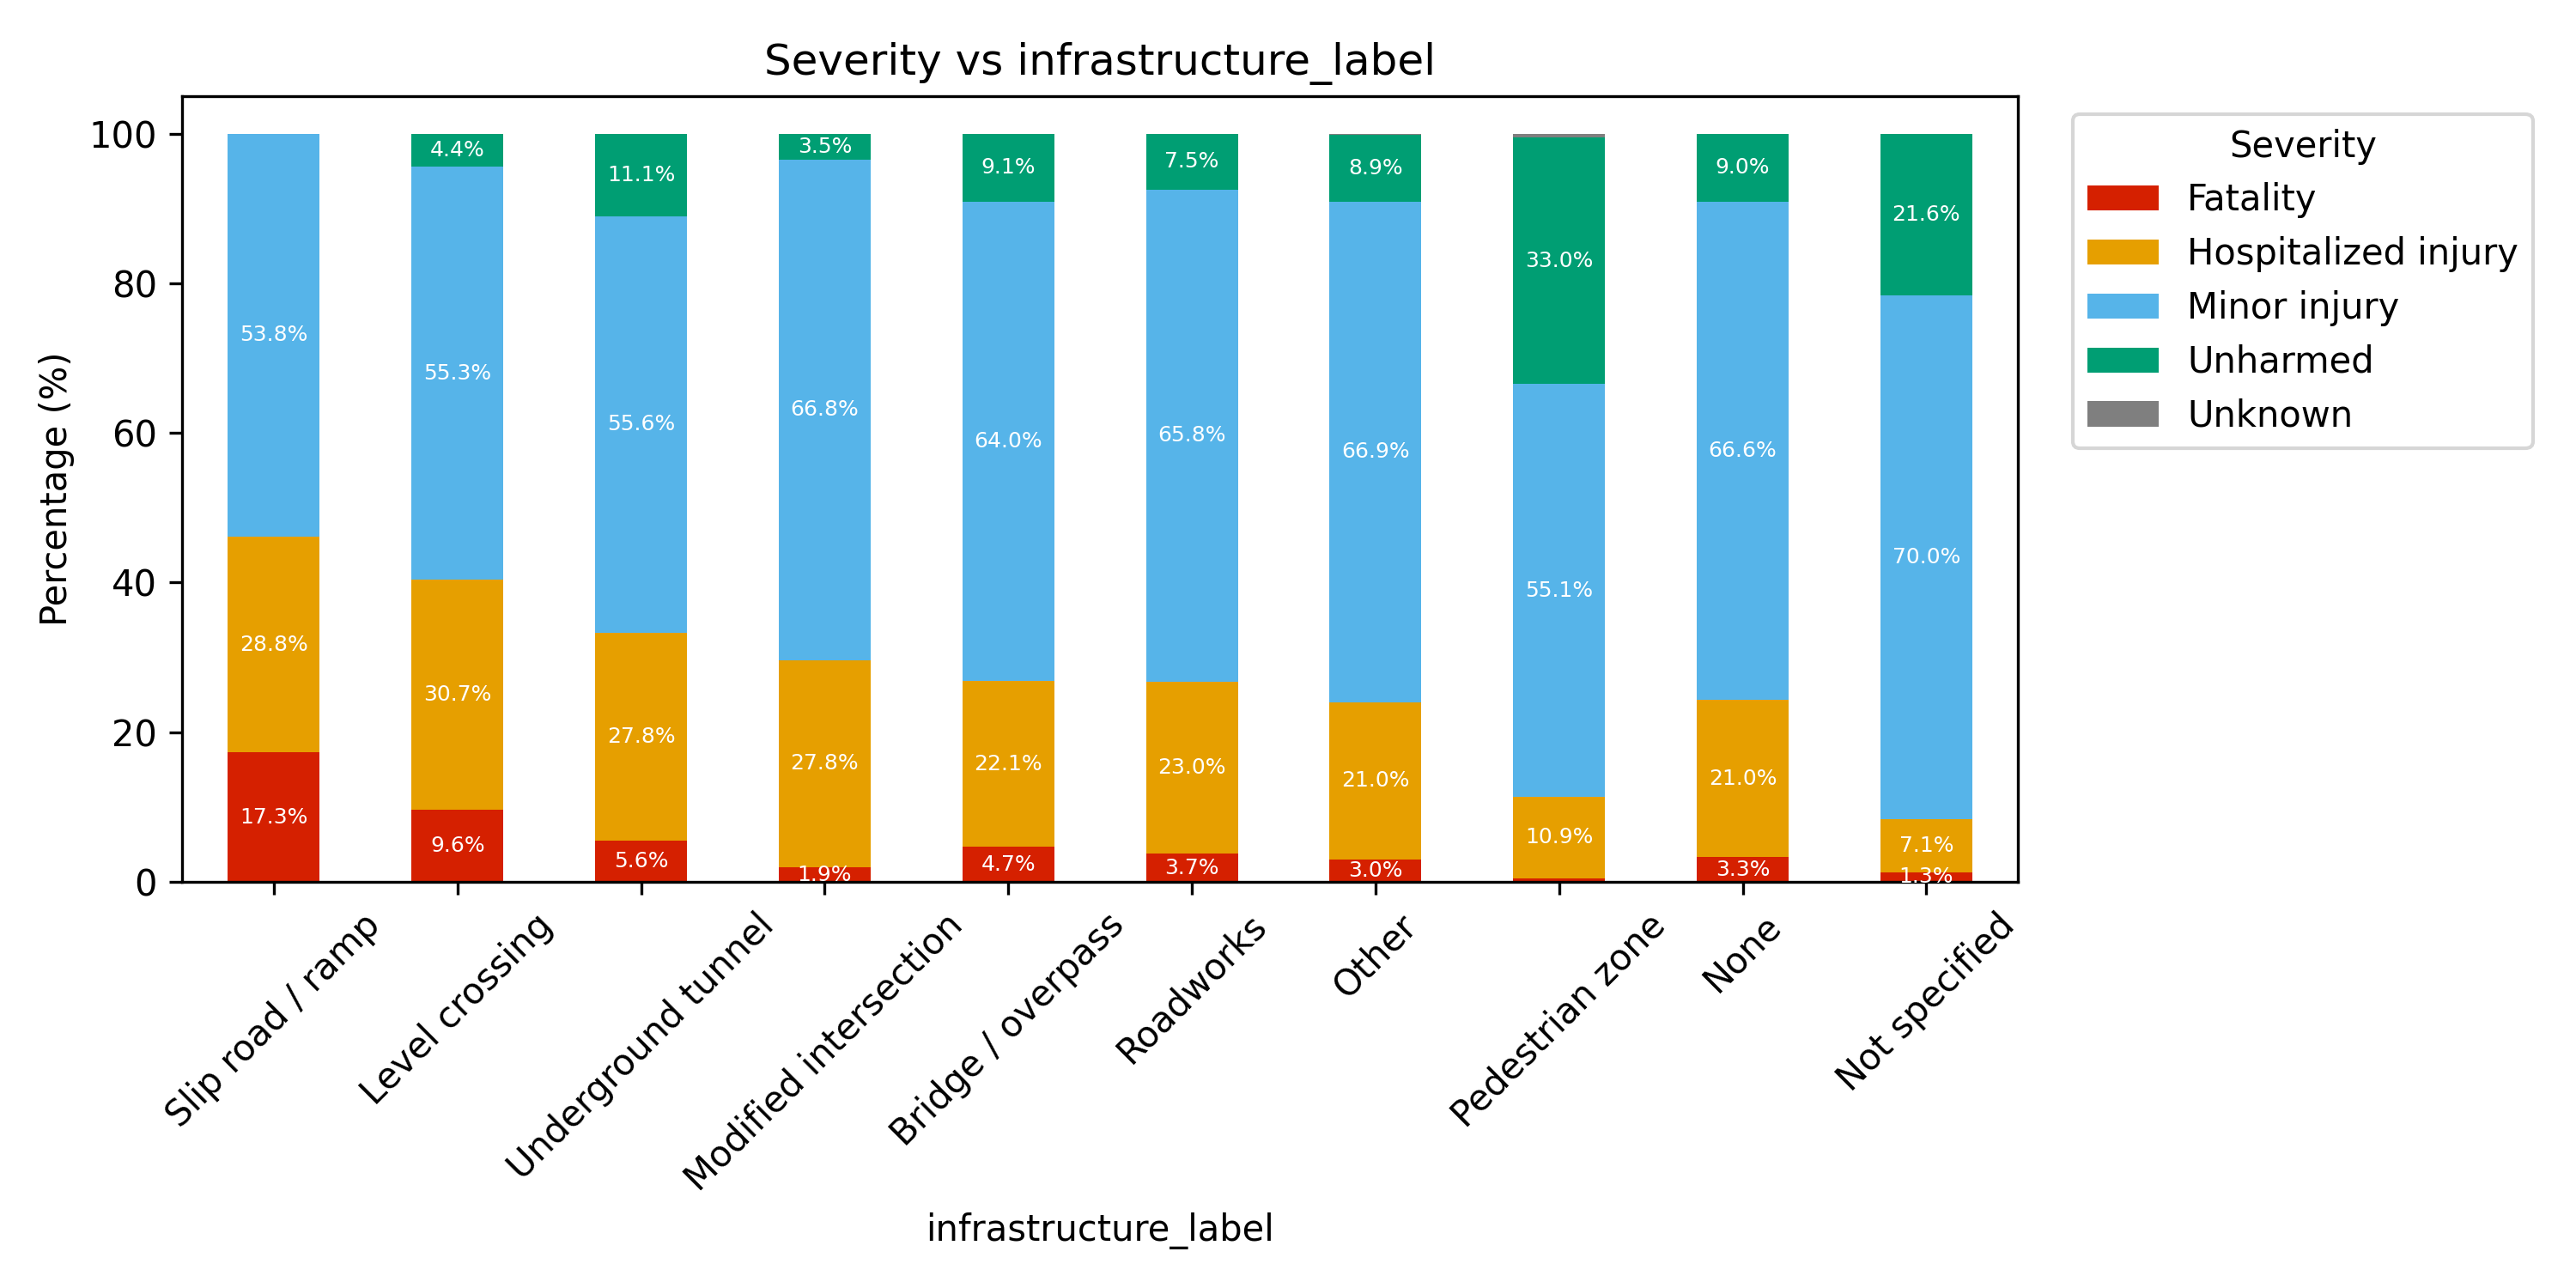 Severity vs infrastructure_label
Percentage (%)
100
80
60
40
20
0
53.8%
28.8%
17.3%
4.4%
55.3%
30.7%
9.6%
11.1%
55.6%
27.8%
5.6%
3.5%
66.8%
27.8%
1.9%
9.1%
64.0%
22.1%
4.7%
7.5%
65.8%
23.0%
3.7%
8.9%
66.9%
21.0%
3.0%
33.0%
55.1%
10.9%
9.0%
66.6%
21.0%
3.3%
21.6%
70.0%
7.1%
1.3%
Slip road / ramp
Level crossing
Underground tunnel
Modified intersection
Bridge / overpass
Roadworks
Other
Pedestrian zone
None
Not specified
infrastructure_label
Severity
Fatality
Hospitalized injury
Minor injury
Unharmed
Unknown